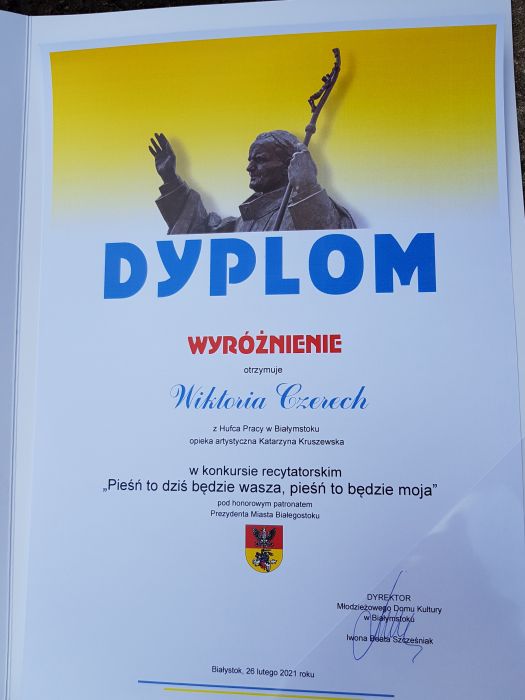 DYPLOM
WYRÓŻNIENIE
otrzymuje
Wiktoria Czerech
z Hufca Pracy w Białymstoku
opieka artystyczna Katarzyna Kruszewska
w konkursie recytatorskim
„Pieśń to dziś będzie wasza, pieśń to będzie moja”
pod honorowym patronatem
Prezydenta Miasta Białegostoku
DYREKTOR
Młodzieżowego Domu Kultury
w Białymstoku
Iwona Beata Szcześniak
Białystok, 26 lutego 2021 roku